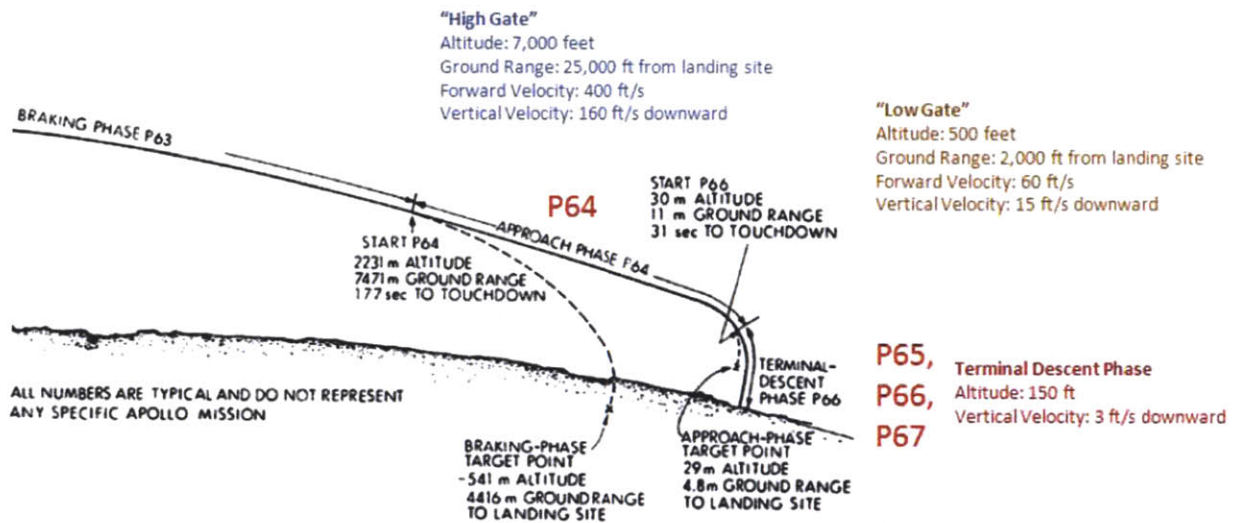 "High Gate"
Altitude: 7,000 feet
Ground Range: 25,000 ft from landing site
Forward Velocity: 400 ft/s
Vertical Velocity: 160 ft/s downward
"Low Gate"
Altitude: 500 feet
Ground Range: 2,000 ft from landing site
Forward Velocity: 60 ft/s
Vertical Velocity: 15 ft/s downward
BRAKING PHASE P63
P64
START P66
30 m ALTITUDE
11 m GROUND RANGE
31 sec TO TOUCHDOWN
APPROACH PHASE P64
START P64
2231 m ALTITUDE
7471 m GROUND RANGE
177 sec TO TOUCHDOWN
TERMINAL-
DESCENT
PHASE P66
P65,
P66,
P67
Terminal Descent Phase
Altitude: 150 ft
Vertical Velocity: 3 ft/s downward
ALL NUMBERS ARE TYPICAL AND DO NOT REPRESENT
ANY SPECIFIC APOLLO MISSION
BRAKING-PHASE
TARGET POINT
-541 m ALTITUDE
4416 m GROUND RANGE
TO LANDING SITE
APPROACH-PHASE
TARGET POINT
29 m ALTITUDE
4.8 m GROUND RANGE
TO LANDING SITE